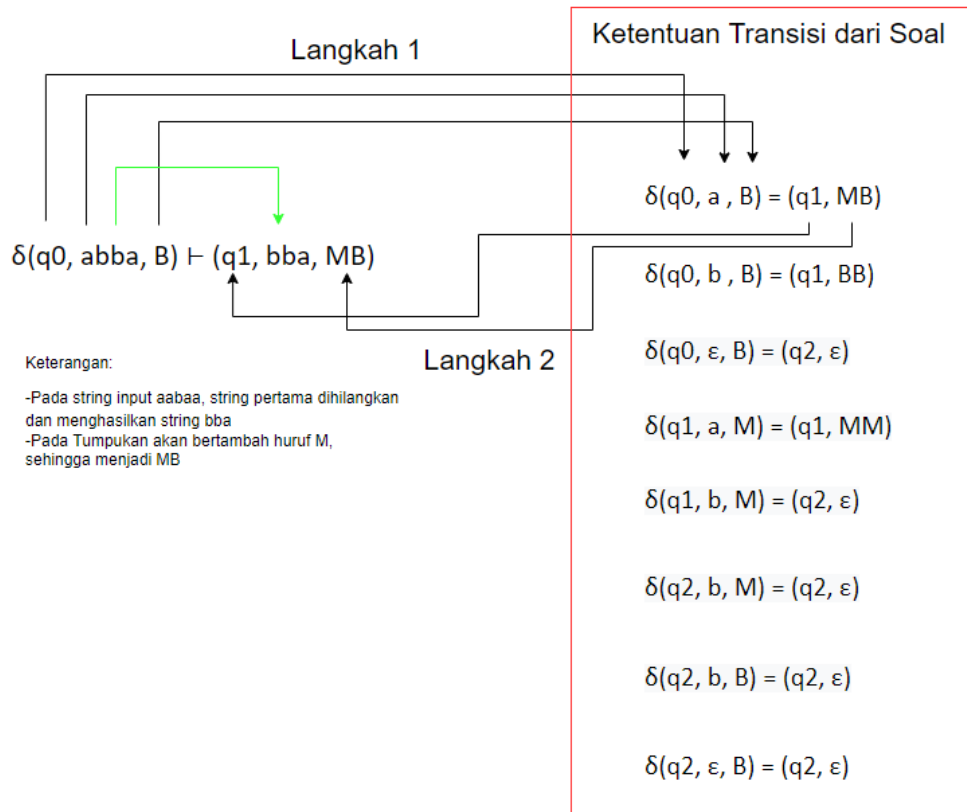 Langkah 1
δ(q0, abba, B) ⊢ (q1, bba, MB)
Langkah 2
Keterangan:
-Pada string input aabaa, string pertama dihilangkan
dan menghasilkan string bba
-Pada Tumpukan akan bertambah huruf M,
sehingga menjadi MB
Ketentuan Transisi dari Soal
δ(q0, a , B) = (q1, MB)
δ(q0, b , B) = (q1, BB)
δ(q0, ε, B) = (q2, ε)
δ(q1, a, M) = (q1, MM)
δ(q1, b, M) = (q2, ε)
δ(q2, b, M) = (q2, ε)
δ(q2, b, B) = (q2, ε)
δ(q2, ε, B) = (q2, ε)